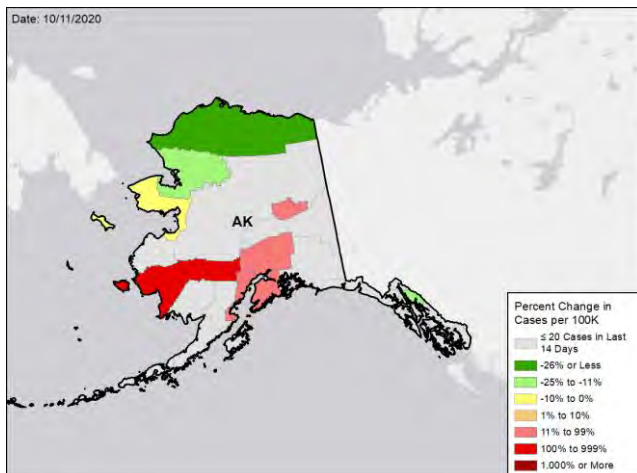 Date: 10/11/2020
AK
Percent Change in
Cases per 100K
≤ 20 Cases in Last
14 Days
-26% or Less
-25% to -11%
-10% to 0%
1% to 10%
11% to 99%
100% to 999%
1,000% or More